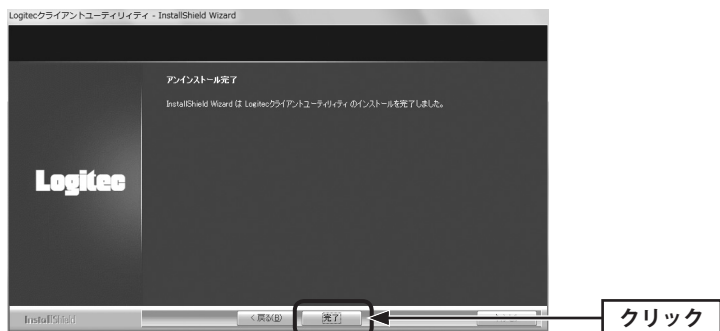 Logitecクライアントユーティリティ - InstallShield Wizard
アンインストール完了
InstallShield Wizard は Logitecクライアントユーティリティ のインストールを完了しました。
Logitec
InstallShield
< 戻る(B)
完了
クリック